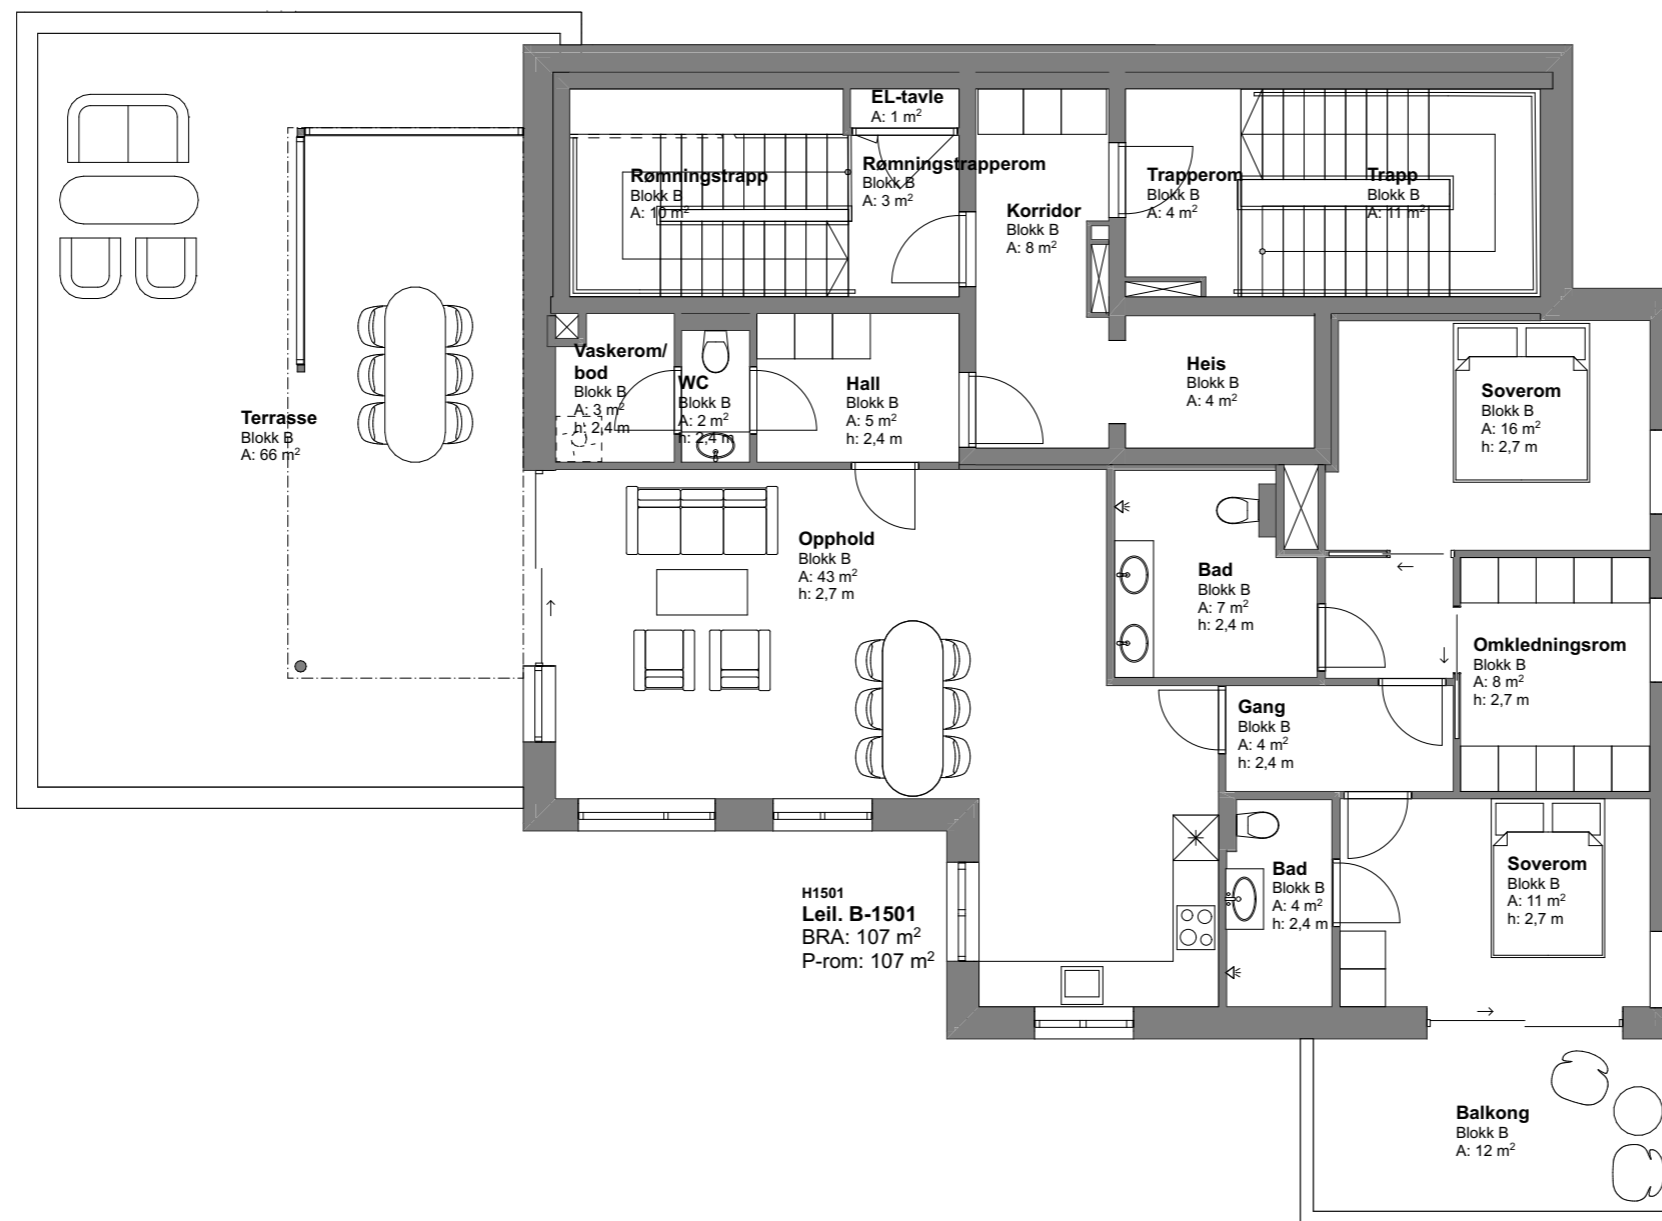 EL-tavle
A: 1 m²
Rømningstrapp
Blokk B
A: 10 m²
Rømningstrapperom
Blokk B
A: 3 m²
Korridor
Blokk B
A: 8 m²
Trapperom
Blokk B
A: 4 m²
Trapp
Blokk B
A: 11 m²
Terrasse
Blokk B
A: 66 m²
Vaskerom/
bod
Blokk B
A: 3 m²
h: 2,4 m
WC
Blokk B
A: 2 m²
h: 2,4 m
Hall
Blokk B
A: 5 m²
h: 2,4 m
Heis
Blokk B
A: 4 m²
Soverom
Blokk B
A: 16 m²
h: 2,7 m
Opphold
Blokk B
A: 43 m²
h: 2,7 m
Bad
Blokk B
A: 7 m²
h: 2,4 m
Omkledningsrom
Blokk B
A: 8 m²
h: 2,7 m
Gang
Blokk B
A: 4 m²
h: 2,4 m
H1501
Leil. B-1501
BRA: 107 m²
P-rom: 107 m²
Bad
Blokk B
A: 4 m²
h: 2,4 m
Soverom
Blokk B
A: 11 m²
h: 2,7 m
Balkong
Blokk B
A: 12 m²